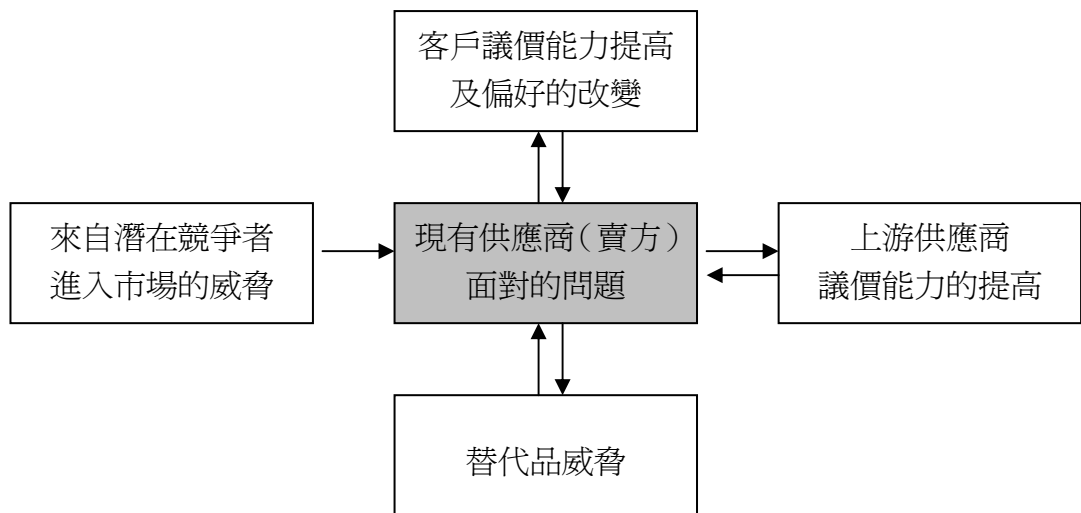 客戶議價能力提高
及偏好的改變
來自潛在競爭者
進入市場的威脅
現有供應商(賣方)
面對的問題
上游供應商
議價能力的提高
替代品威脅